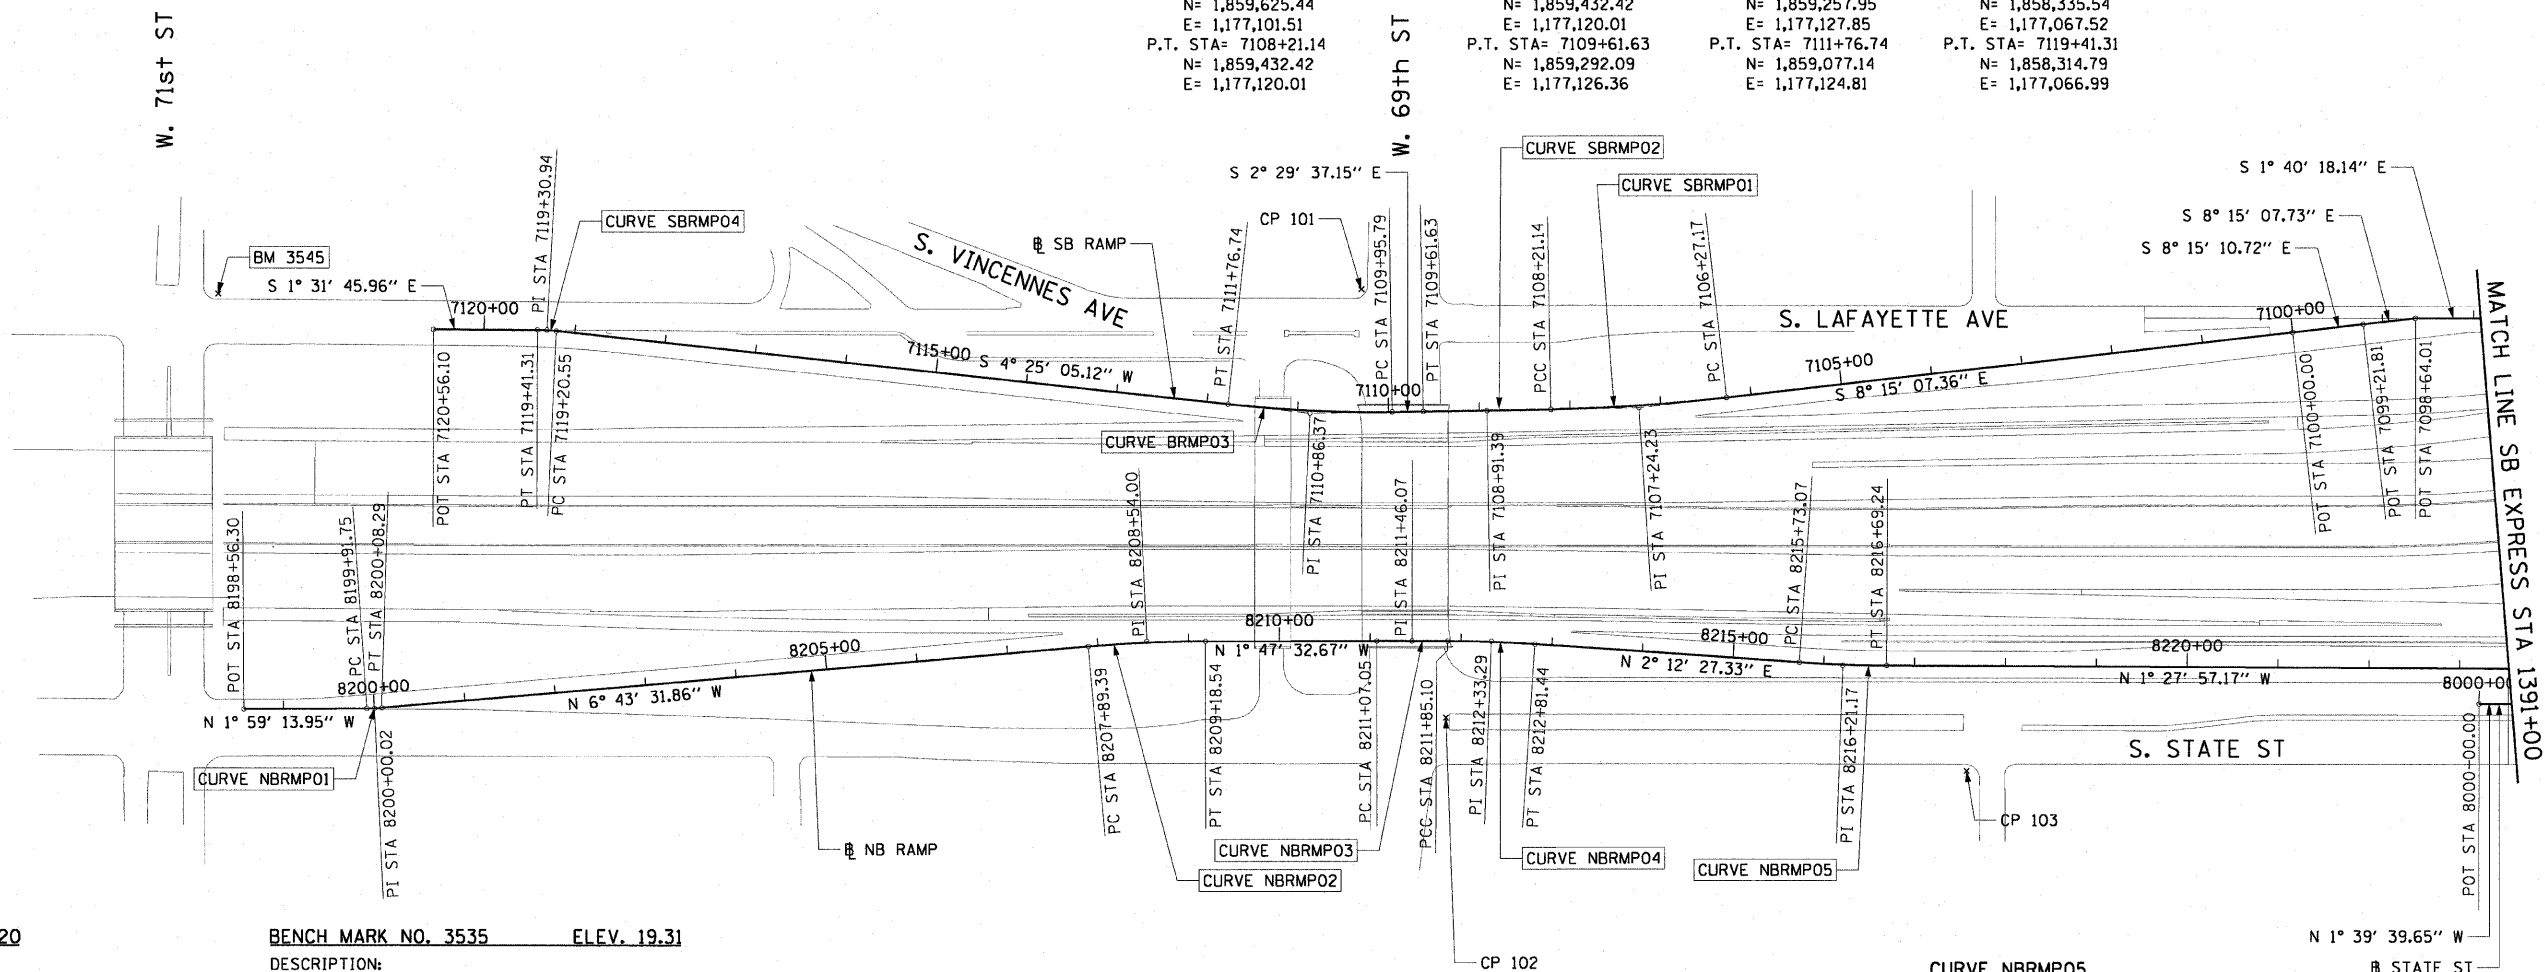 N= 1,859,625.44
E= 1,177,101.51
P.T. STA= 7108+21.14
N= 1,859,432.42
E= 1,177,120.01
N= 1,859,432.42
E= 1,177,120.01
P.T. STA= 7109+61.63
N= 1,859,292.09
E= 1,177,126.36
N= 1,859,257.95
E= 1,177,127.85
P.T. STA= 7111+76.74
N= 1,859,077.14
E= 1,177,124.81
N= 1,858,335.54
E= 1,177,067.52
P.T. STA= 7119+41.31
N= 1,858,314.79
E= 1,177,066.99
W. 71st ST
W. 69th ST
BM 3545
S 1° 31' 45.96" E
7120+00
PI STA 7119+30.94
CURVE SBRMP04
S. VINCENNES AVE
℄ SB RAMP
CP 101
S 2° 29' 37.15" E
CURVE SBRMP02
CURVE SBRMP01
S 1° 40' 18.14" E
S 8° 15' 07.73" E
S 8° 15' 10.72" E
PT STA 7111+76.74
PC STA 7109+95.79
PT STA 7109+61.63
PCC STA 7108+21.14
PC STA 7106+27.17
S. LAFAYETTE AVE
7100+00
7105+00
S 8° 15' 07.36" E
7110+00
7115+00
S 4° 25' 05.12" W
POT STA 7120+56.10
PT STA 7119+41.31
PC STA 7119+20.55
CURVE BRMP03
PI STA 7110+86.37
PI STA 7108+91.39
PI STA 7107+24.23
POT STA 7100+00.00
POT STA 7099+21.81
POT STA 7098+64.01
MATCH LINE SB EXPRESS STA 1391+00
POT STA 8198+56.30
PC STA 8199+91.75
PT STA 8200+08.29
PI STA 8208+54.00
PI STA 8211+46.07
PC STA 8215+73.07
PT STA 8216+69.24
8200+00
8205+00
8210+00
8215+00
8220+00
8000+00
N 1° 59' 13.95" W
N 6° 43' 31.86" W
N 1° 47' 32.67" W
N 2° 12' 27.33" E
N 1° 27' 57.17" W
CURVE NBRMP01
PI STA 8200+00.02
℄ NB RAMP
PC STA 8207+89.39
PT STA 8209+18.54
PC STA 8211+07.05
PCC STA 8211+85.10
PI STA 8212+33.29
PT STA 8212+81.44
PI STA 8216+21.17
POT STA 8000+00.00
S. STATE ST
CP 103
CURVE NBRMP03
CURVE NBRMP02
CURVE NBRMP04
CURVE NBRMP05
CP 102
N 1° 39' 39.65" W
℄ STATE ST
20
BENCH MARK NO. 3535 ELEV. 19.31
DESCRIPTION:
CURVE NBRMP05